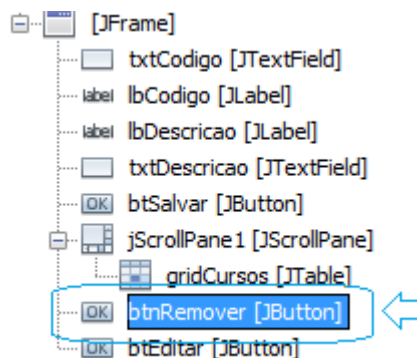 [JFrame]
txtCodigo [JTextField]
label lbCodigo [JLabel]
label lbDescricao [JLabel]
txtDescricao [JTextField]
OK btSalvar [JButton]
jScrollPane1 [JScrollPane]
gridCursos [JTable]
OK btnRemover [JButton]
OK btEditar [JButton]